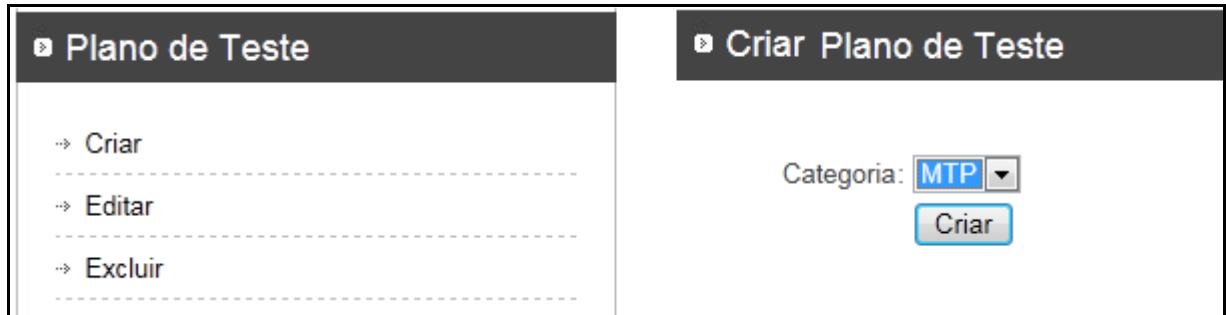 Plano de Teste
Criar
Editar
Excluir
Criar Plano de Teste
Categoria: MTP
Criar